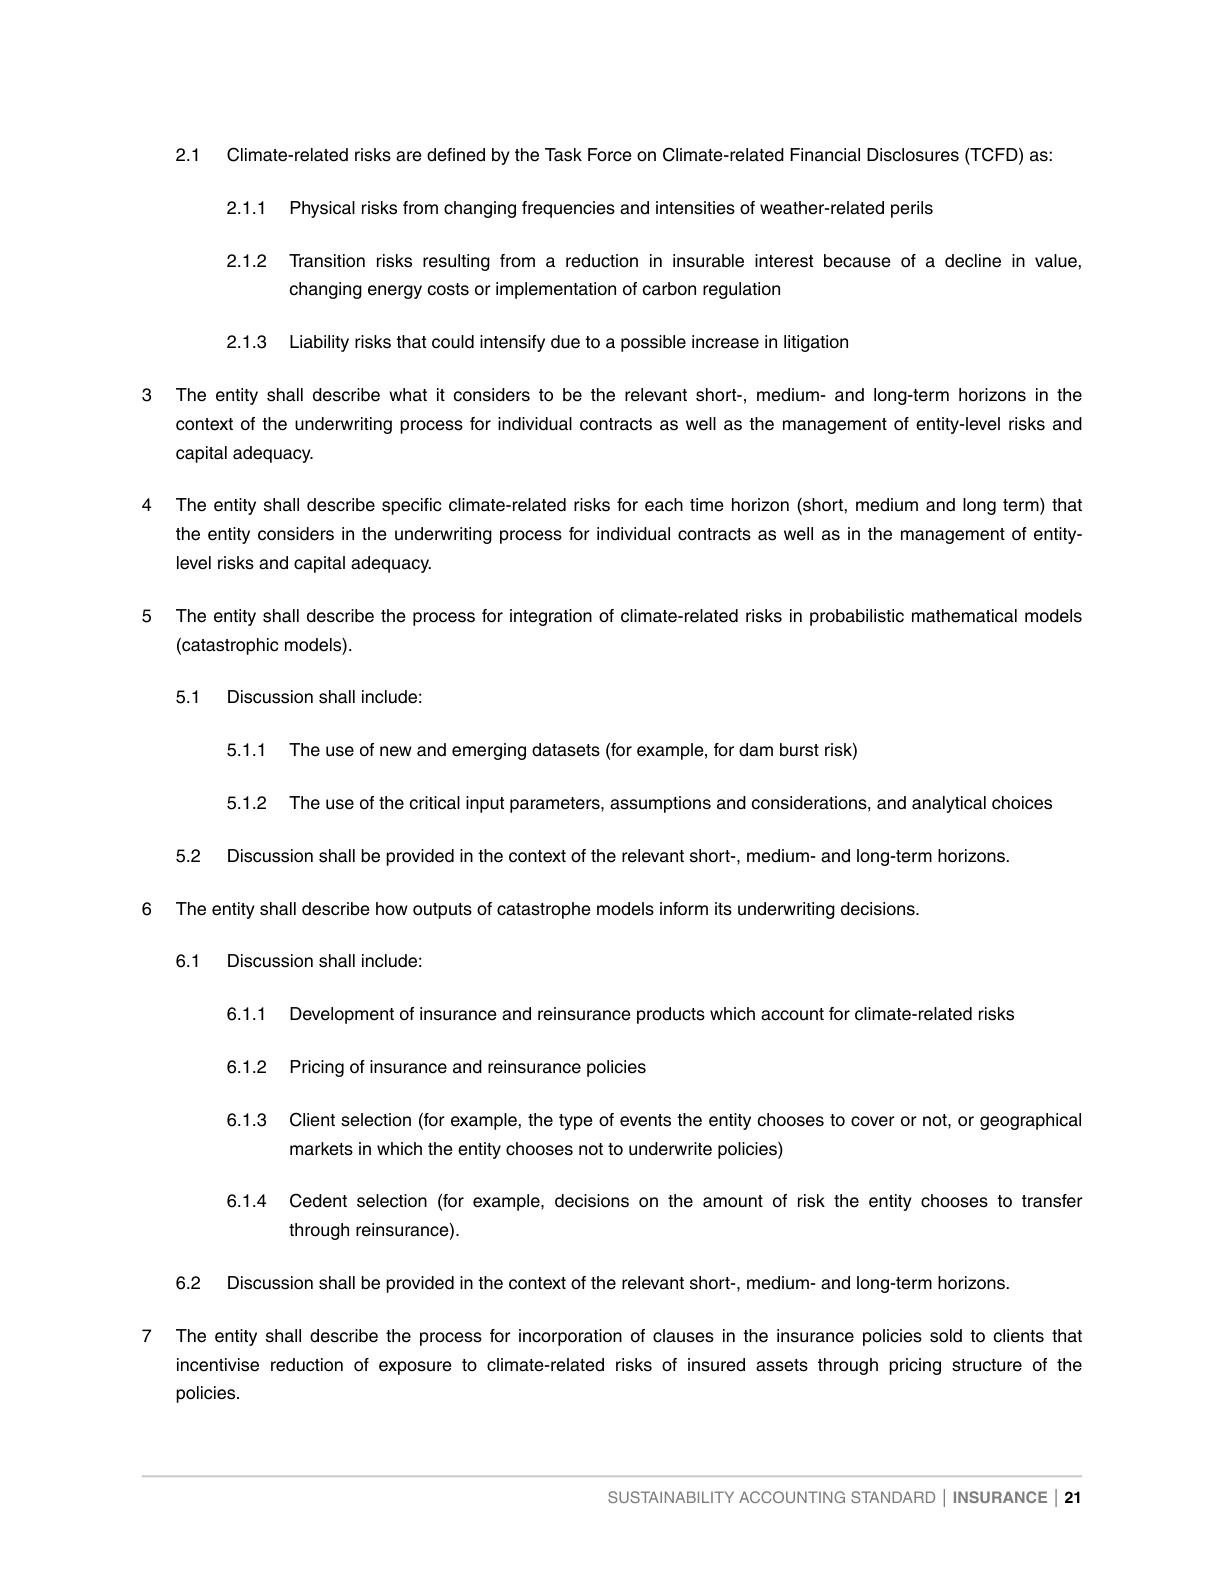 2.1 Climate-related risks are defined by the Task Force on Climate-related Financial Disclosures (TCFD) as:
2.1.1 Physical risks from changing frequencies and intensities of weather-related perils
2.1.2 Transition risks resulting from a reduction in insurable interest because of a decline in value,
changing energy costs or implementation of carbon regulation
2.1.3 Liability risks that could intensify due to a possible increase in litigation
3 The entity shall describe what it considers to be the relevant short-, medium- and long-term horizons in the
context of the underwriting process for individual contracts as well as the management of entity-level risks and
capital adequacy.
4 The entity shall describe specific climate-related risks for each time horizon (short, medium and long term) that
the entity considers in the underwriting process for individual contracts as well as in the management of entity-
level risks and capital adequacy.
5 The entity shall describe the process for integration of climate-related risks in probabilistic mathematical models
(catastrophic models).
5.1 Discussion shall include:
5.1.1 The use of new and emerging datasets (for example, for dam burst risk)
5.1.2 The use of the critical input parameters, assumptions and considerations, and analytical choices
5.2 Discussion shall be provided in the context of the relevant short-, medium- and long-term horizons.
6 The entity shall describe how outputs of catastrophe models inform its underwriting decisions.
6.1 Discussion shall include:
6.1.1 Development of insurance and reinsurance products which account for climate-related risks
6.1.2 Pricing of insurance and reinsurance policies
6.1.3 Client selection (for example, the type of events the entity chooses to cover or not, or geographical
markets in which the entity chooses not to underwrite policies)
6.1.4 Cedent selection (for example, decisions on the amount of risk the entity chooses to transfer
through reinsurance).
6.2 Discussion shall be provided in the context of the relevant short-, medium- and long-term horizons.
7 The entity shall describe the process for incorporation of clauses in the insurance policies sold to clients that
incentivise reduction of exposure to climate-related risks of insured assets through pricing structure of the
policies.
SUSTAINABILITY ACCOUNTING STANDARD | INSURANCE | 21